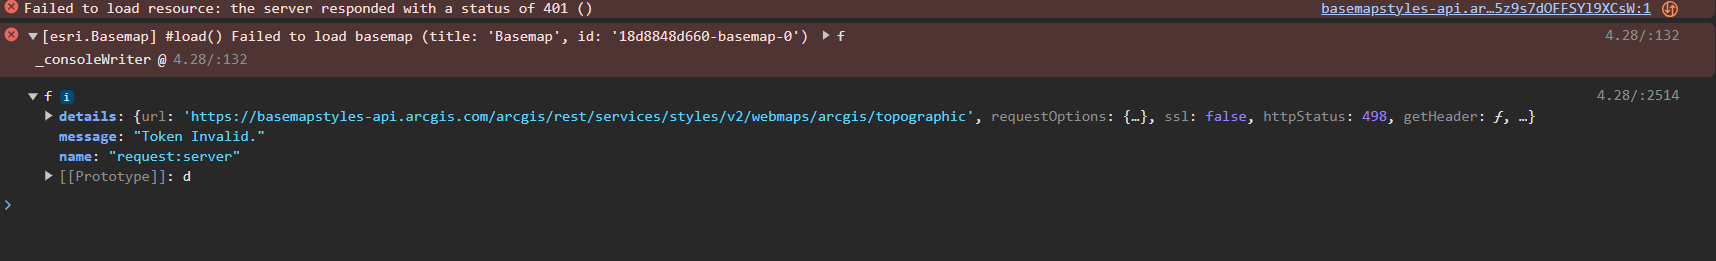 Failed to load resource: the server responded with a status of 401 () basemapstyles-api.ar…5z9s7dOFFSYl9XCsW:1
[esri.Basemap] #load() Failed to load basemap (title: 'Basemap', id: '18d8848d660-basemap-0') ▶ f 4.28/:132
_consoleWriter @ 4.28/:132
▼ f i 4.28/:2514
▶ details: {url: 'https://basemapstyles-api.arcgis.com/arcgis/rest/services/styles/v2/webmaps/arcgis/topographic', requestOptions: {…}, ssl: false, httpStatus: 498, getHeader: ƒ, …}
message: "Token Invalid."
name: "request:server"
▶ [[Prototype]]: d